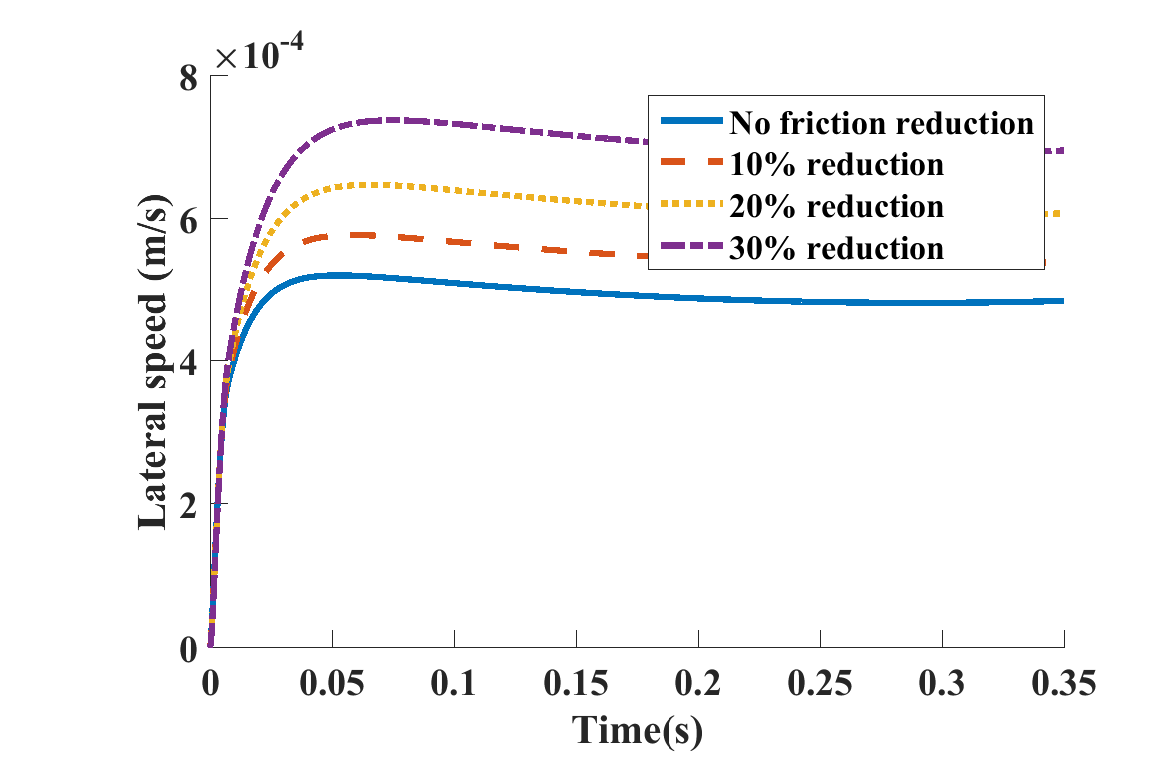 ×10-4
8
6
4
2
0
Lateral speed (m/s)
No friction reduction
10% reduction
20% reduction
30% reduction
0 0.05 0.1 0.15 0.2 0.25 0.3 0.35
Time(s)